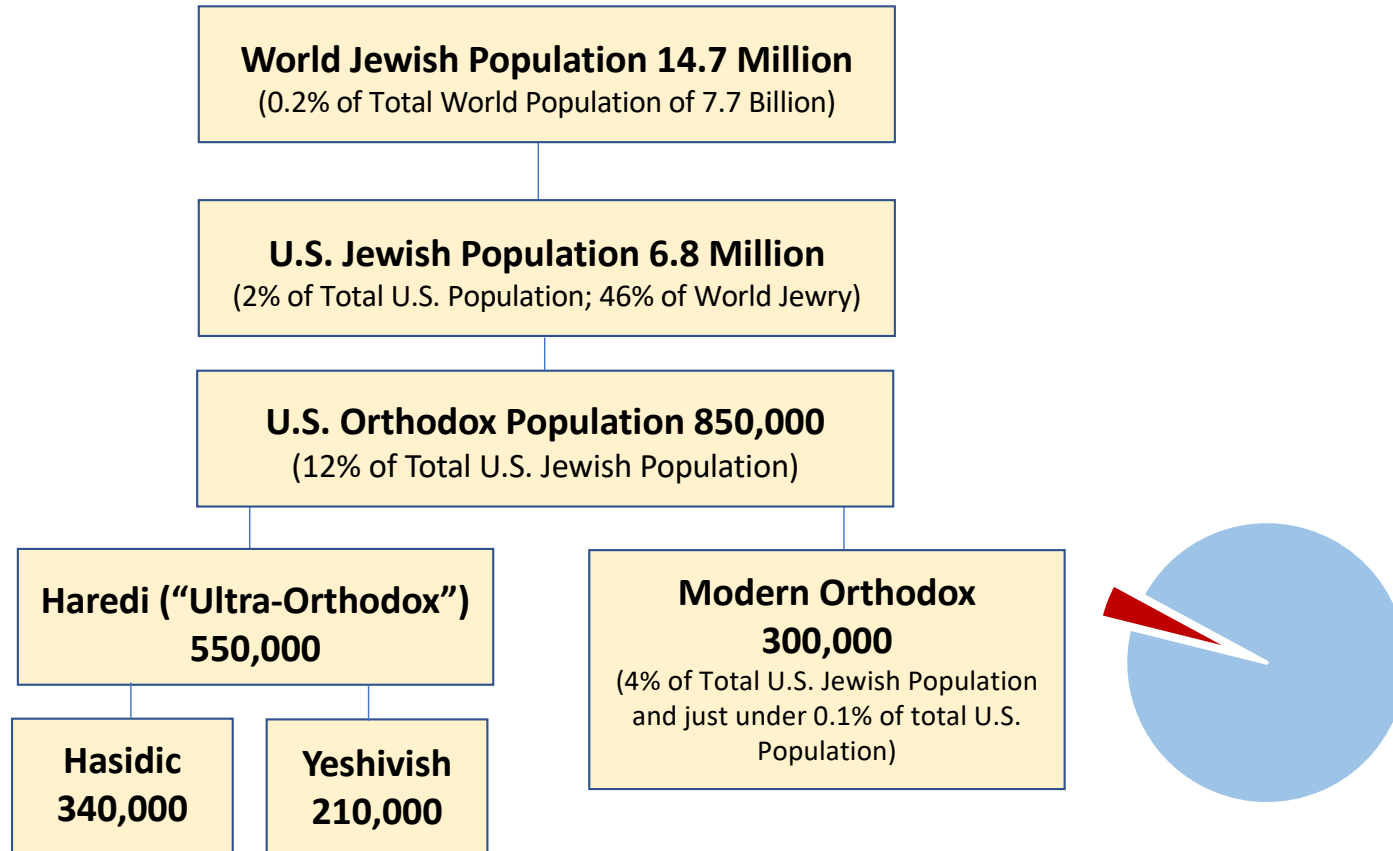 World Jewish Population 14.7 Million
(0.2% of Total World Population of 7.7 Billion)
U.S. Jewish Population 6.8 Million
(2% of Total U.S. Population; 46% of World Jewry)
U.S. Orthodox Population 850,000
(12% of Total U.S. Jewish Population)
Haredi (“Ultra-Orthodox”)
550,000
Modern Orthodox
300,000
(4% of Total U.S. Jewish Population
and just under 0.1% of total U.S.
Population)
Hasidic
340,000
Yeshivish
210,000